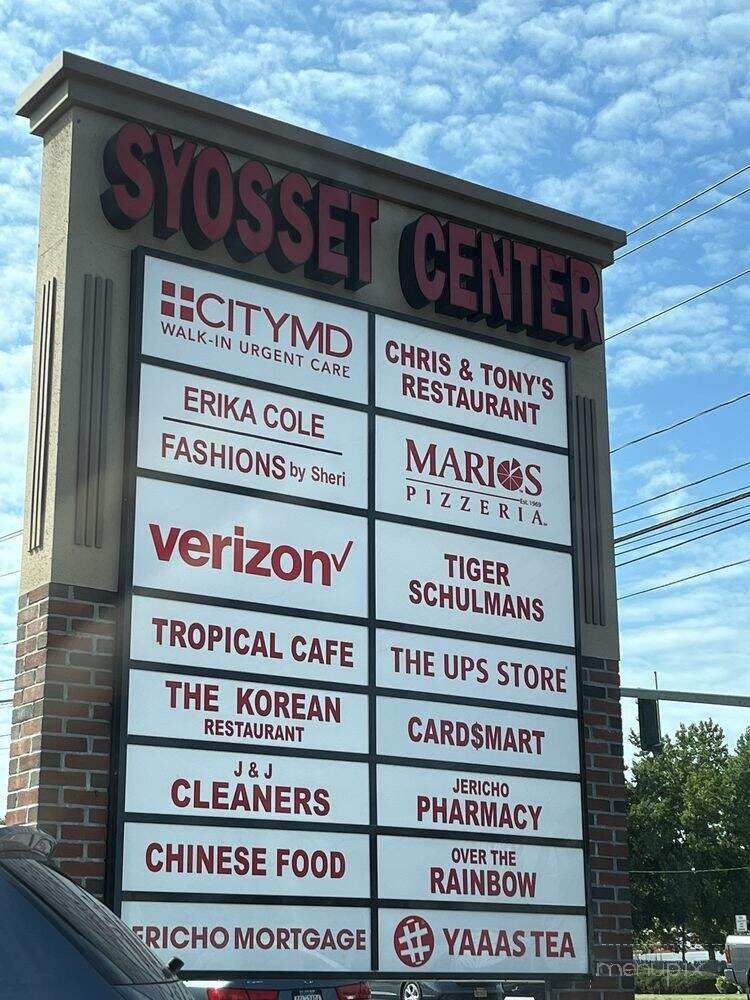 SYOSSET CENTER
CITYMD
WALK-IN URGENT CARE
ERIKA COLE
FASHIONS by Sheri
verizon
TROPICAL CAFE
THE KOREAN
RESTAURANT
J & J
CLEANERS
CHINESE FOOD
ERICHO MORTGAGE
CHRIS & TONY'S
RESTAURANT
MARIOS
Est. 1969
PIZZERIA
TIGER
SCHULMANS
THE UPS STORE
CARD$MART
JERICHO
PHARMACY
OVER THE
RAINBOW
# YAAAS TEA
menupix